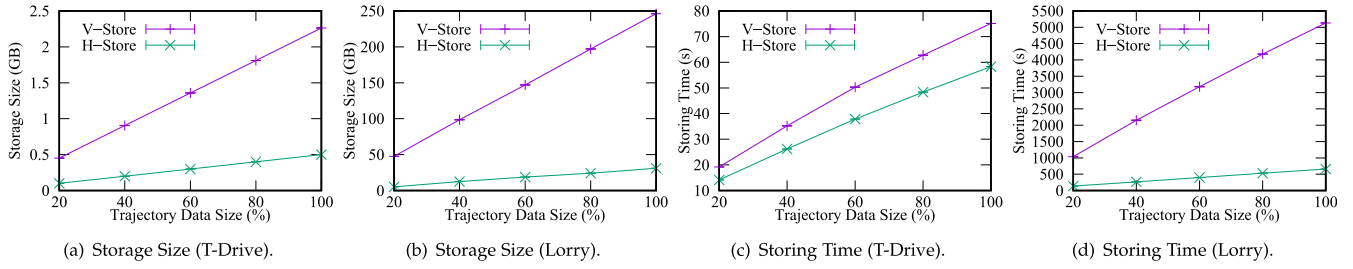 Storage Size (GB)
2.5
2
1.5
1
0.5
0
V−Store
H−Store
20 40 60 80 100
Trajectory Data Size (%)
(a) Storage Size (T-Drive).
Storage Size (GB)
250
200
150
100
50
0
V−Store
H−Store
20 40 60 80 100
Trajectory Data Size (%)
(b) Storage Size (Lorry).
Storing Time (s)
80
70
60
50
40
30
20
10
V−Store
H−Store
20 40 60 80 100
Trajectory Data Size (%)
(c) Storing Time (T-Drive).
Storing Time (s)
5500
5000
4500
4000
3500
3000
2500
2000
1500
1000
500
0
V−Store
H−Store
20 40 60 80 100
Trajectory Data Size (%)
(d) Storing Time (Lorry).